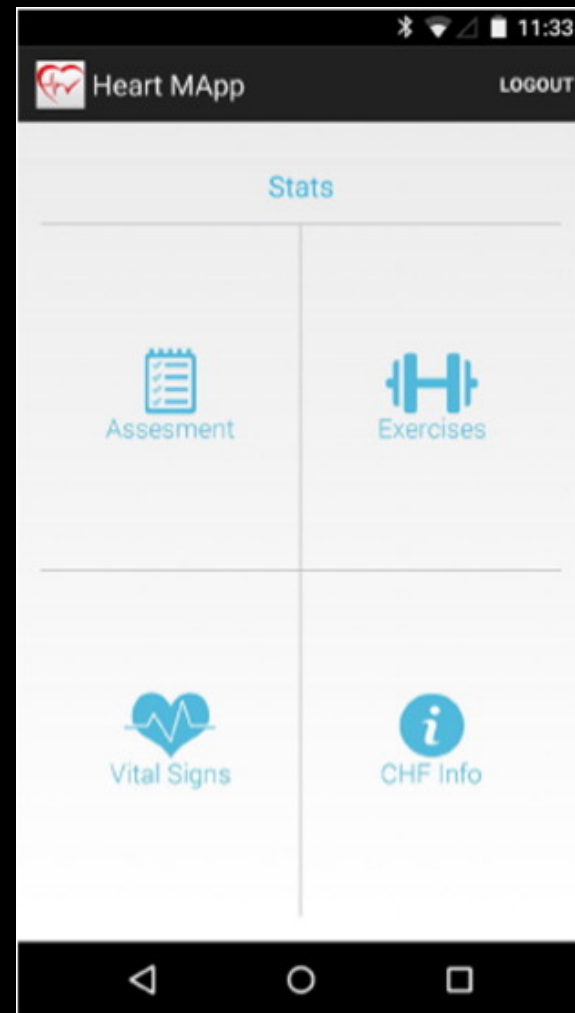 11:33
Heart MApp LOGOUT
Stats
Assesment Exercises
Vital Signs CHF Info